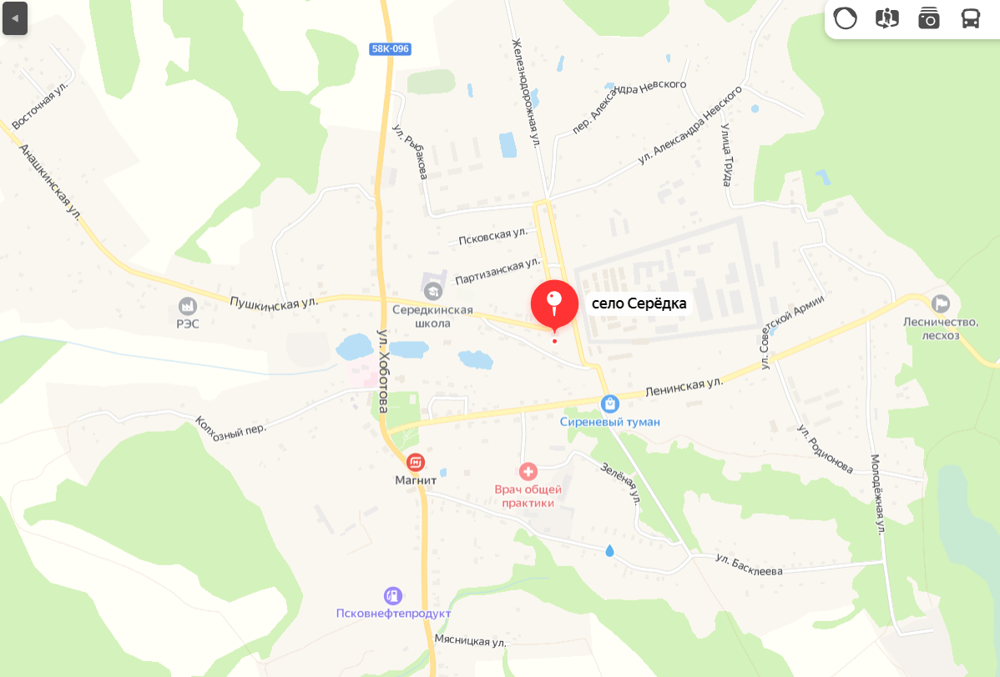 58К-096
Железнодорожная ул.
пер. Александра Невского
ул. Александра Невского
Восточная ул.
ул. Рыбакова
улица Труда
Анашкинская ул.
Псковская ул.
Партизанская ул.
Пушкинская ул.
РЭС
Середкинская
школа
село Серёдка
ул. Советской Армии
Лесничество,
лесхоз
ул. Хоботова
Ленинская ул.
Сиреневый туман
Колхозный пер.
ул. Родионова
Магнит
Врач общей
практики
Зелёная ул.
Молодёжная ул.
ул. Басклеева
Псковнефтепродукт
Мясницкая ул.